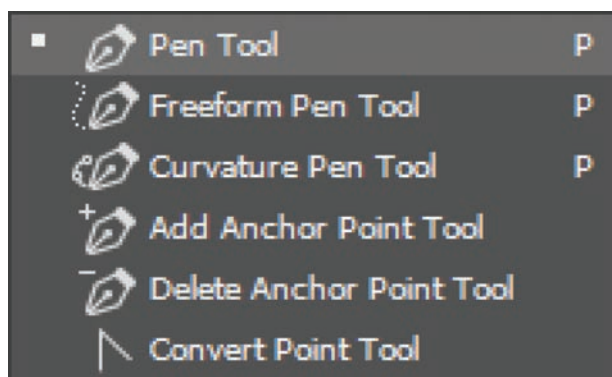 Pen Tool P
Freeform Pen Tool P
Curvature Pen Tool P
Add Anchor Point Tool
Delete Anchor Point Tool
Convert Point Tool